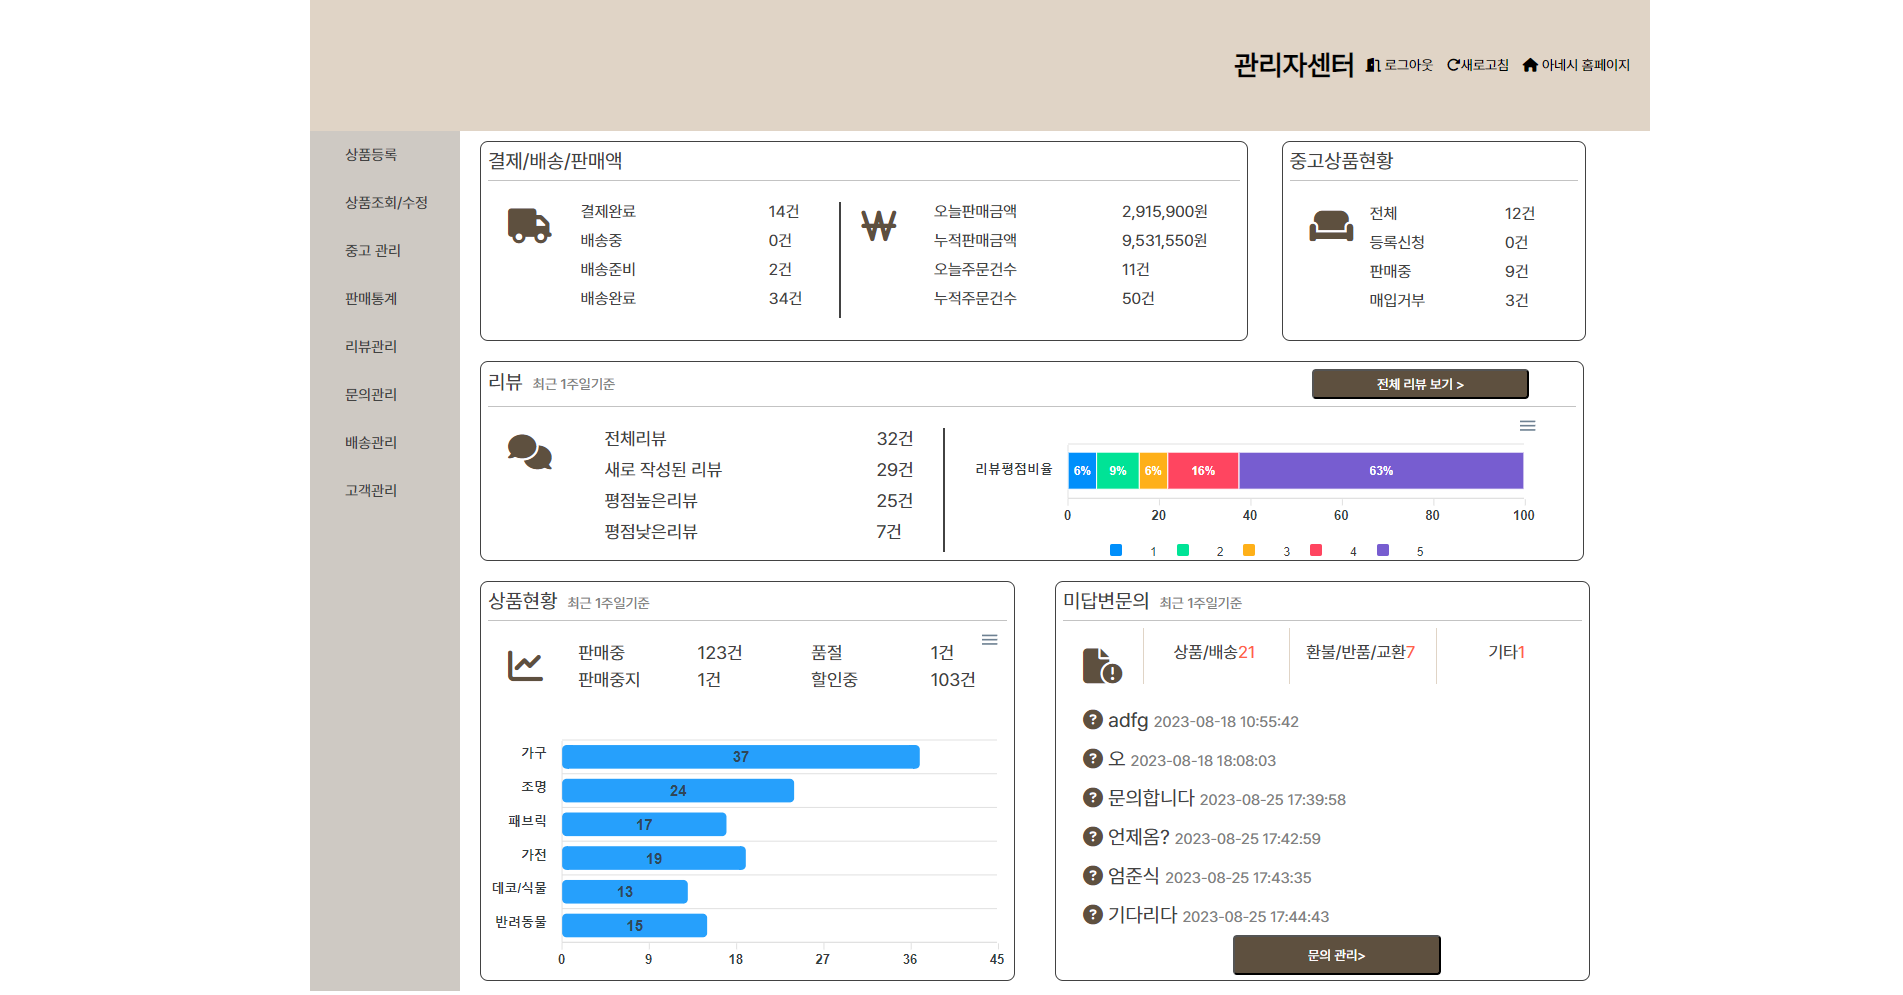 관리자센터 로그아웃 새로고침 아네시 홈페이지
상품등록
상품조회/수정
중고 관리
판매통계
리뷰관리
문의관리
배송관리
고객관리
결제/배송/판매액
결제완료 14건
배송중 0건
배송준비 2건
배송완료 34건
오늘판매금액 2,915,900원
누적판매금액 9,531,550원
오늘주문건수 11건
누적주문건수 50건
중고상품현황
전체 12건
등록신청 0건
판매중 9건
매입거부 3건
리뷰 최근 1주일기준
전체 리뷰 보기 >
전체리뷰 32건
새로 작성된 리뷰 29건
평점높은리뷰 25건
평점낮은리뷰 7건
리뷰평점비율 6% 9% 6% 16% 63%
0 20 40 60 80 100
1 2 3 4 5
상품현황 최근 1주일기준
판매중 123건 품절 1건
판매중지 1건 할인중 103건
가구 37
조명 24
패브릭 17
가전 19
데코/식물 13
반려동물 15
0 9 18 27 36 45
미답변문의 최근 1주일기준
상품/배송21 환불/반품/교환7 기타1
adfg 2023-08-18 10:55:42
오 2023-08-18 18:08:03
문의합니다 2023-08-25 17:39:58
언제옴? 2023-08-25 17:42:59
엄준식 2023-08-25 17:43:35
기다리다 2023-08-25 17:44:43
문의 관리>